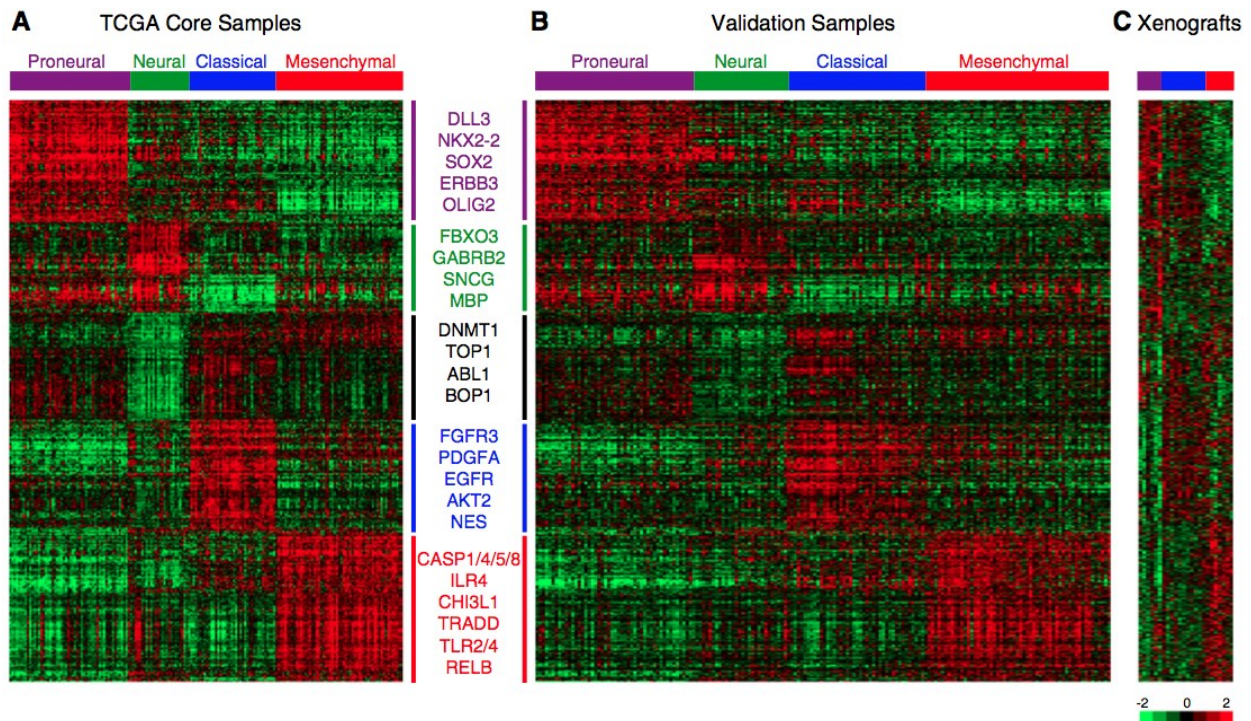 A TCGA Core Samples
B Validation Samples
C Xenografts
Proneural Neural Classical Mesenchymal
Proneural Neural Classical Mesenchymal
DLL3
NKX2-2
SOX2
ERBB3
OLIG2
FBXO3
GABRB2
SNCG
MBP
DNMT1
TOP1
ABL1
BOP1
FGFR3
PDGFA
EGFR
AKT2
NES
CASP1/4/5/8
ILR4
CHI3L1
TRADD
TLR2/4
RELB
-2 0 2